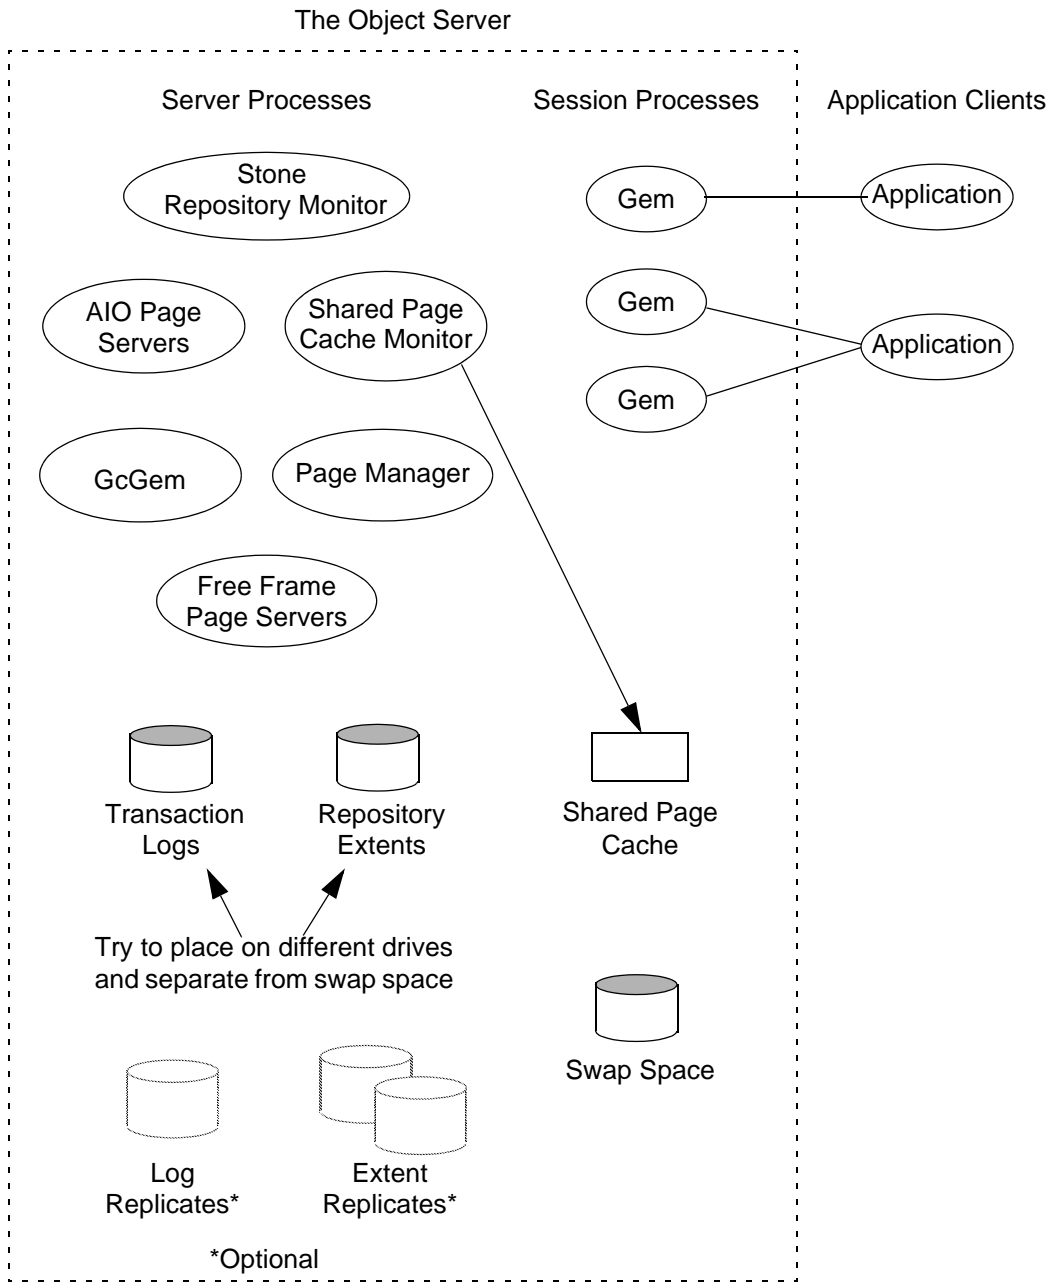 The Object Server
Server Processes
Session Processes
Application Clients
Stone
Repository Monitor
Gem
Application
AIO Page
Servers
Shared Page
Cache Monitor
Gem
Application
Gem
GcGem
Page Manager
Free Frame
Page Servers
Transaction
Logs
Repository
Extents
Shared Page
Cache
Try to place on different drives
and separate from swap space
Swap Space
Log
Replicates*
Extent
Replicates*
*Optional